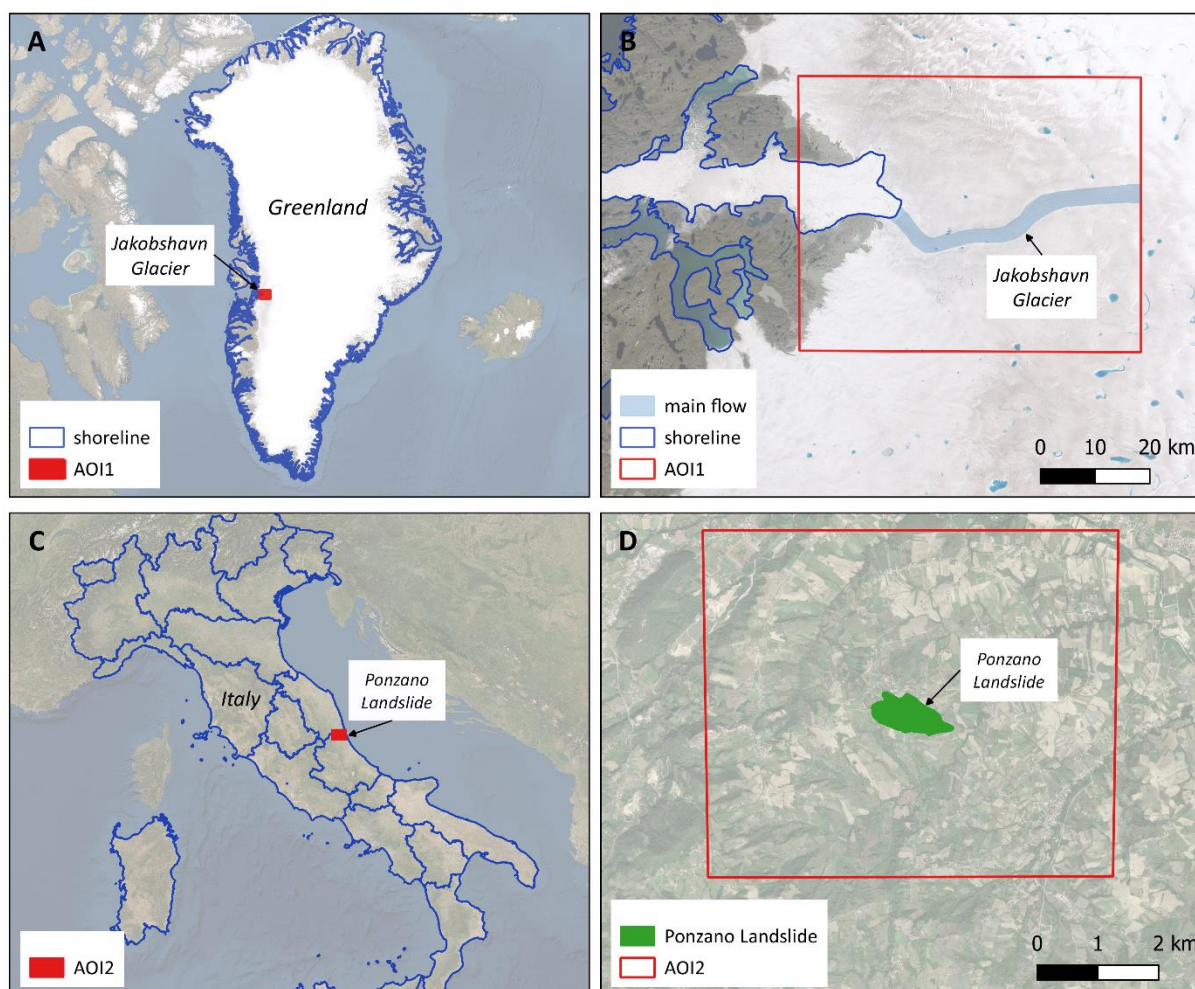 A
Greenland
Jakobshavn
Glacier
shoreline
AOI1
B
Jakobshavn
Glacier
main flow
shoreline
AOI1
0 10 20 km
C
Italy
Ponzano
Landslide
AOI2
D
Ponzano
Landslide
Ponzano Landslide
AOI2
0 1 2 km